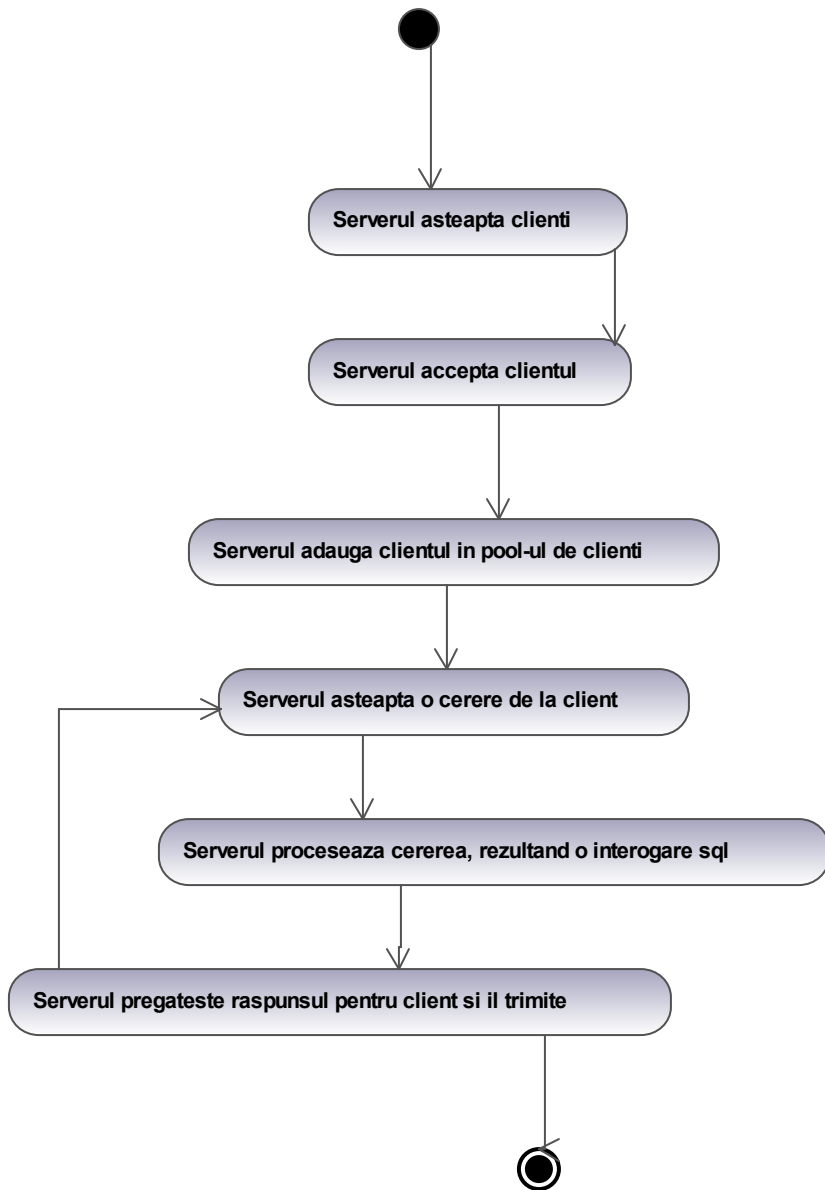 Serverul asteapta clienti
Serverul accepta clientul
Serverul adauga clientul in pool-ul de clienti
Serverul asteapta o cerere de la client
Serverul proceseaza cererea, rezultand o interogare sql
Serverul pregateste raspunsul pentru client si il trimite